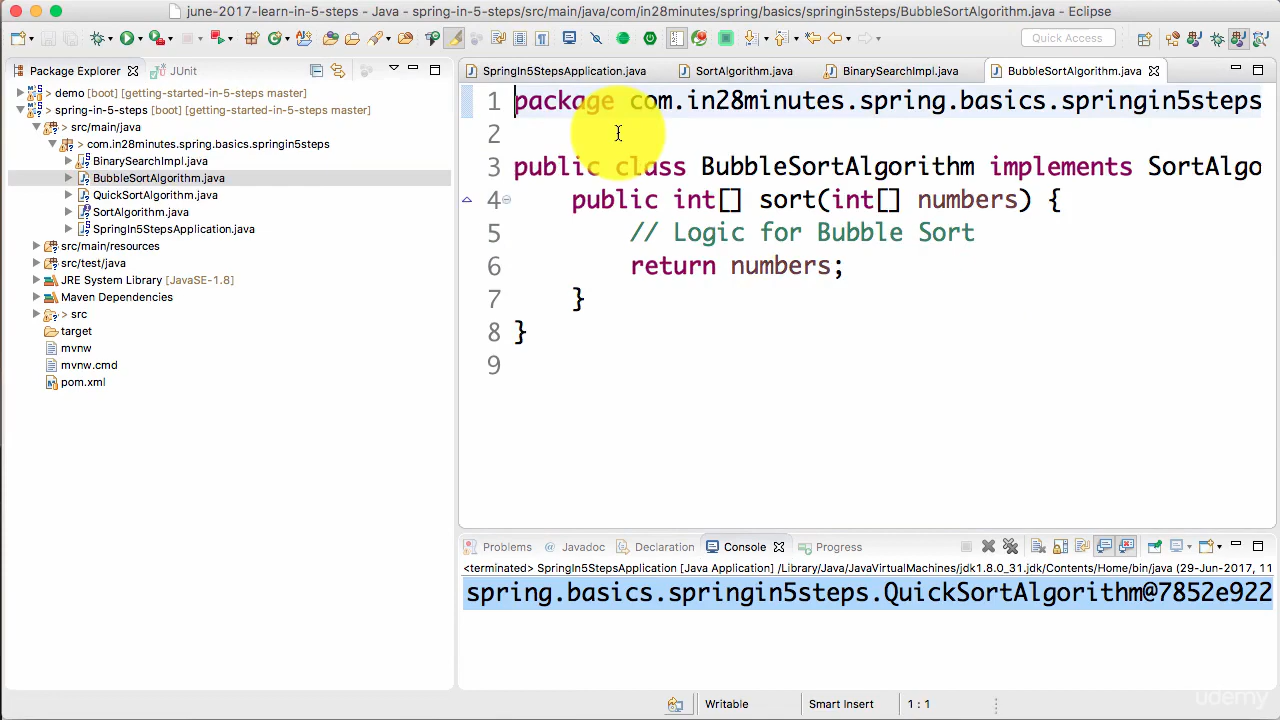 june-2017-learn-in-5-steps - Java - spring-in-5-steps/src/main/java/com/in28minutes/spring/basics/springin5steps/BubbleSortAlgorithm.java - Eclipse
Quick Access
Package Explorer
JUnit
> demo [boot] [getting-started-in-5-steps master]
> spring-in-5-steps [boot] [getting-started-in-5-steps master]
> src/main/java
> com.in28minutes.spring.basics.springin5steps
BinarySearchImpl.java
BubbleSortAlgorithm.java
QuickSortAlgorithm.java
SortAlgorithm.java
SpringIn5StepsApplication.java
src/main/resources
src/test/java
JRE System Library [JavaSE-1.8]
Maven Dependencies
> src
target
mvnw
mvnw.cmd
pom.xml
SpringIn5StepsApplication.java
SortAlgorithm.java
BinarySearchImpl.java
BubbleSortAlgorithm.java
1 package com.in28minutes.spring.basics.springin5steps
2
3 public class BubbleSortAlgorithm implements SortAlgo
4 public int[] sort(int[] numbers) {
5 // Logic for Bubble Sort
6 return numbers;
7 }
8 }
9
Problems
@ Javadoc
Declaration
Console
Progress
<terminated> SpringIn5StepsApplication [Java Application] /Library/Java/JavaVirtualMachines/jdk1.8.0_31.jdk/Contents/Home/bin/java (29-Jun-2017, 11
spring.basics.springin5steps.QuickSortAlgorithm@7852e922
Writable
Smart Insert
1 : 1
udemy